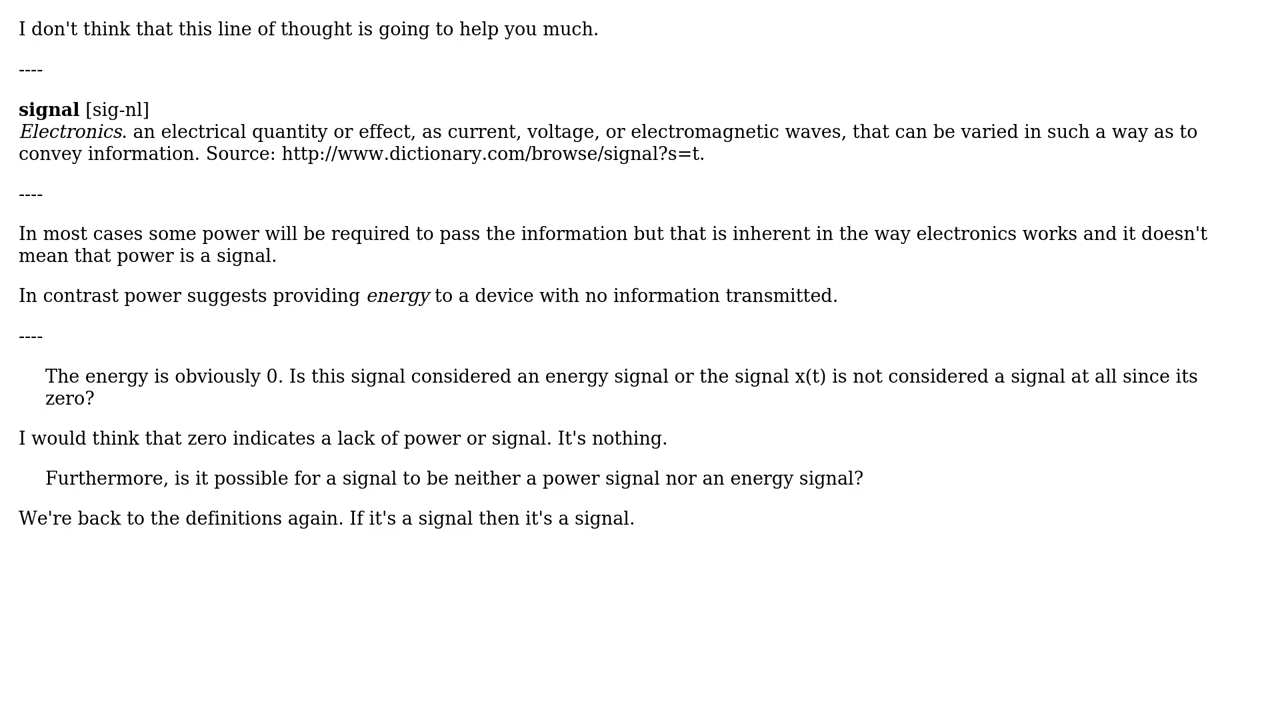 I don't think that this line of thought is going to help you much.
----
signal [sig-nl]
Electronics. an electrical quantity or effect, as current, voltage, or electromagnetic waves, that can be varied in such a way as to
convey information. Source: http://www.dictionary.com/browse/signal?s=t.
----
In most cases some power will be required to pass the information but that is inherent in the way electronics works and it doesn't
mean that power is a signal.
In contrast power suggests providing energy to a device with no information transmitted.
----
The energy is obviously 0. Is this signal considered an energy signal or the signal x(t) is not considered a signal at all since its
zero?
I would think that zero indicates a lack of power or signal. It's nothing.
Furthermore, is it possible for a signal to be neither a power signal nor an energy signal?
We're back to the definitions again. If it's a signal then it's a signal.